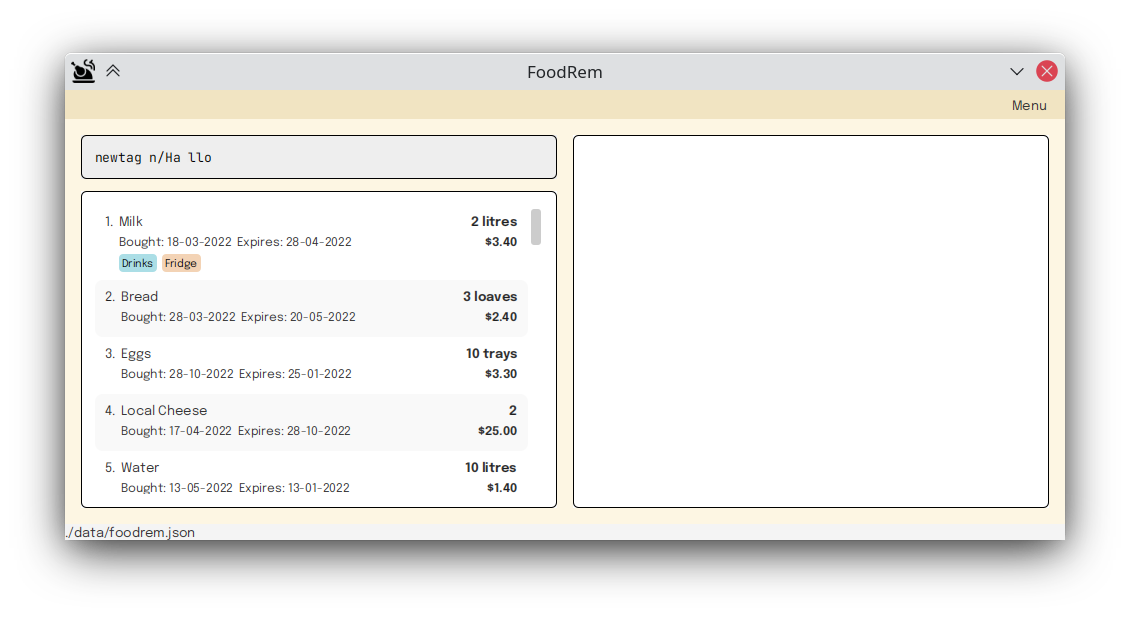 FoodRem
Menu
newtag n/Ha llo
1. Milk 2 litres
Bought: 18-03-2022 Expires: 28-04-2022 $3.40
Drinks Fridge
2. Bread 3 loaves
Bought: 28-03-2022 Expires: 20-05-2022 $2.40
3. Eggs 10 trays
Bought: 28-10-2022 Expires: 25-01-2022 $3.30
4. Local Cheese 2
Bought: 17-04-2022 Expires: 28-10-2022 $25.00
5. Water 10 litres
Bought: 13-05-2022 Expires: 13-01-2022 $1.40
./data/foodrem.json